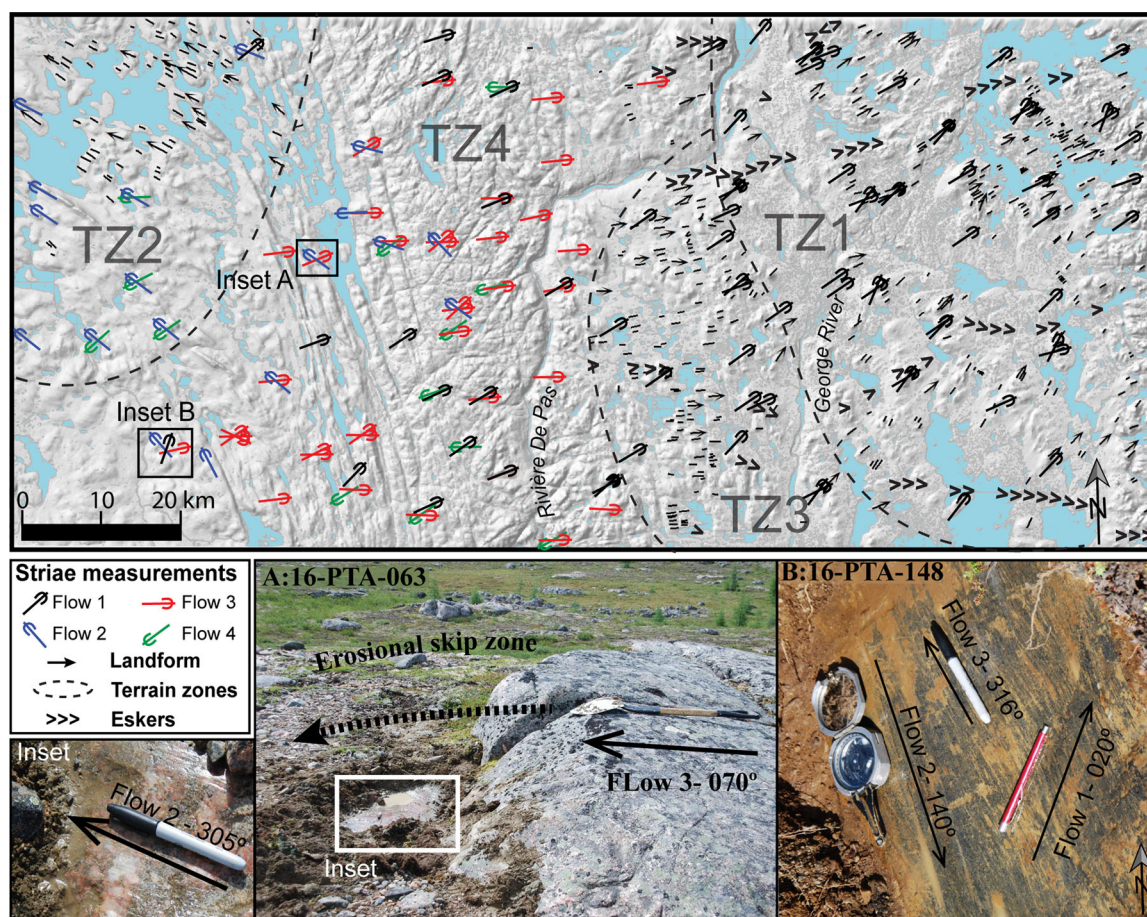 TZ4
TZ2
TZ1
Inset A
Rivière De Pas
George River
Inset B
0 10 20 km
TZ3
N
Striae measurements
Flow 1
Flow 3
Flow 2
Flow 4
Landform
Terrain zones
>>> Eskers
Inset
Flow 2 - 305º
A:16-PTA-063
Erosional skip zone
FLow 3- 070º
Inset
B:16-PTA-148
Flow 3- 316º
Flow 2- 140º
Flow 1- 020º
N